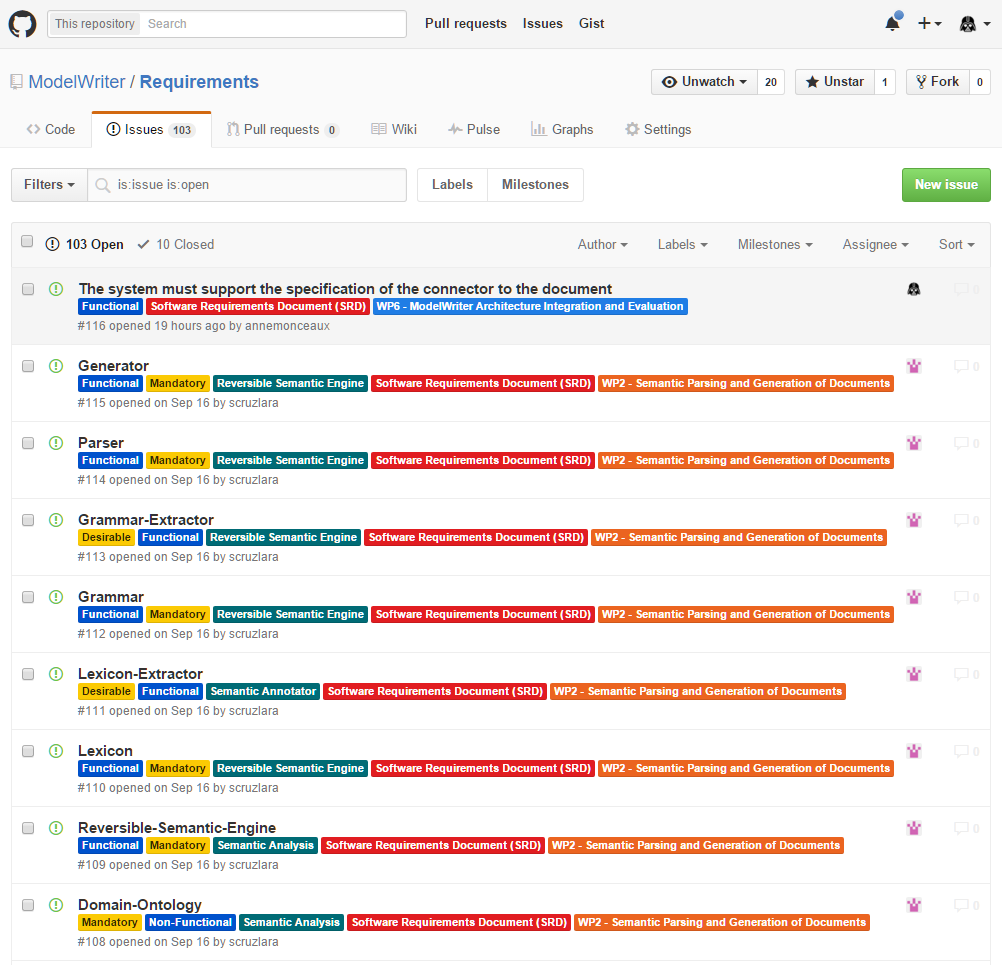 This repository Search Pull requests Issues Gist
ModelWriter / Requirements Unwatch 20 Unstar 1 Fork 0
Code Issues 103 Pull requests 0 Wiki Pulse Graphs Settings
Filters is:issue is:open Labels Milestones New issue
103 Open 10 Closed Author Labels Milestones Assignee Sort
The system must support the specification of the connector to the document 0
Functional Software Requirements Document (SRD) WP6 - ModelWriter Architecture Integration and Evaluation
#116 opened 19 hours ago by annemonceaux
Generator 0
Functional Mandatory Reversible Semantic Engine Software Requirements Document (SRD) WP2 - Semantic Parsing and Generation of Documents
#115 opened on Sep 16 by scruzlara
Parser 0
Functional Mandatory Reversible Semantic Engine Software Requirements Document (SRD) WP2 - Semantic Parsing and Generation of Documents
#114 opened on Sep 16 by scruzlara
Grammar-Extractor 0
Desirable Functional Reversible Semantic Engine Software Requirements Document (SRD) WP2 - Semantic Parsing and Generation of Documents
#113 opened on Sep 16 by scruzlara
Grammar 0
Functional Mandatory Reversible Semantic Engine Software Requirements Document (SRD) WP2 - Semantic Parsing and Generation of Documents
#112 opened on Sep 16 by scruzlara
Lexicon-Extractor 0
Desirable Functional Semantic Annotator Software Requirements Document (SRD) WP2 - Semantic Parsing and Generation of Documents
#111 opened on Sep 16 by scruzlara
Lexicon 0
Functional Mandatory Reversible Semantic Engine Software Requirements Document (SRD) WP2 - Semantic Parsing and Generation of Documents
#110 opened on Sep 16 by scruzlara
Reversible-Semantic-Engine 0
Functional Mandatory Semantic Analysis Software Requirements Document (SRD) WP2 - Semantic Parsing and Generation of Documents
#109 opened on Sep 16 by scruzlara
Domain-Ontology 0
Mandatory Non-Functional Semantic Analysis Software Requirements Document (SRD) WP2 - Semantic Parsing and Generation of Documents
#108 opened on Sep 16 by scruzlara